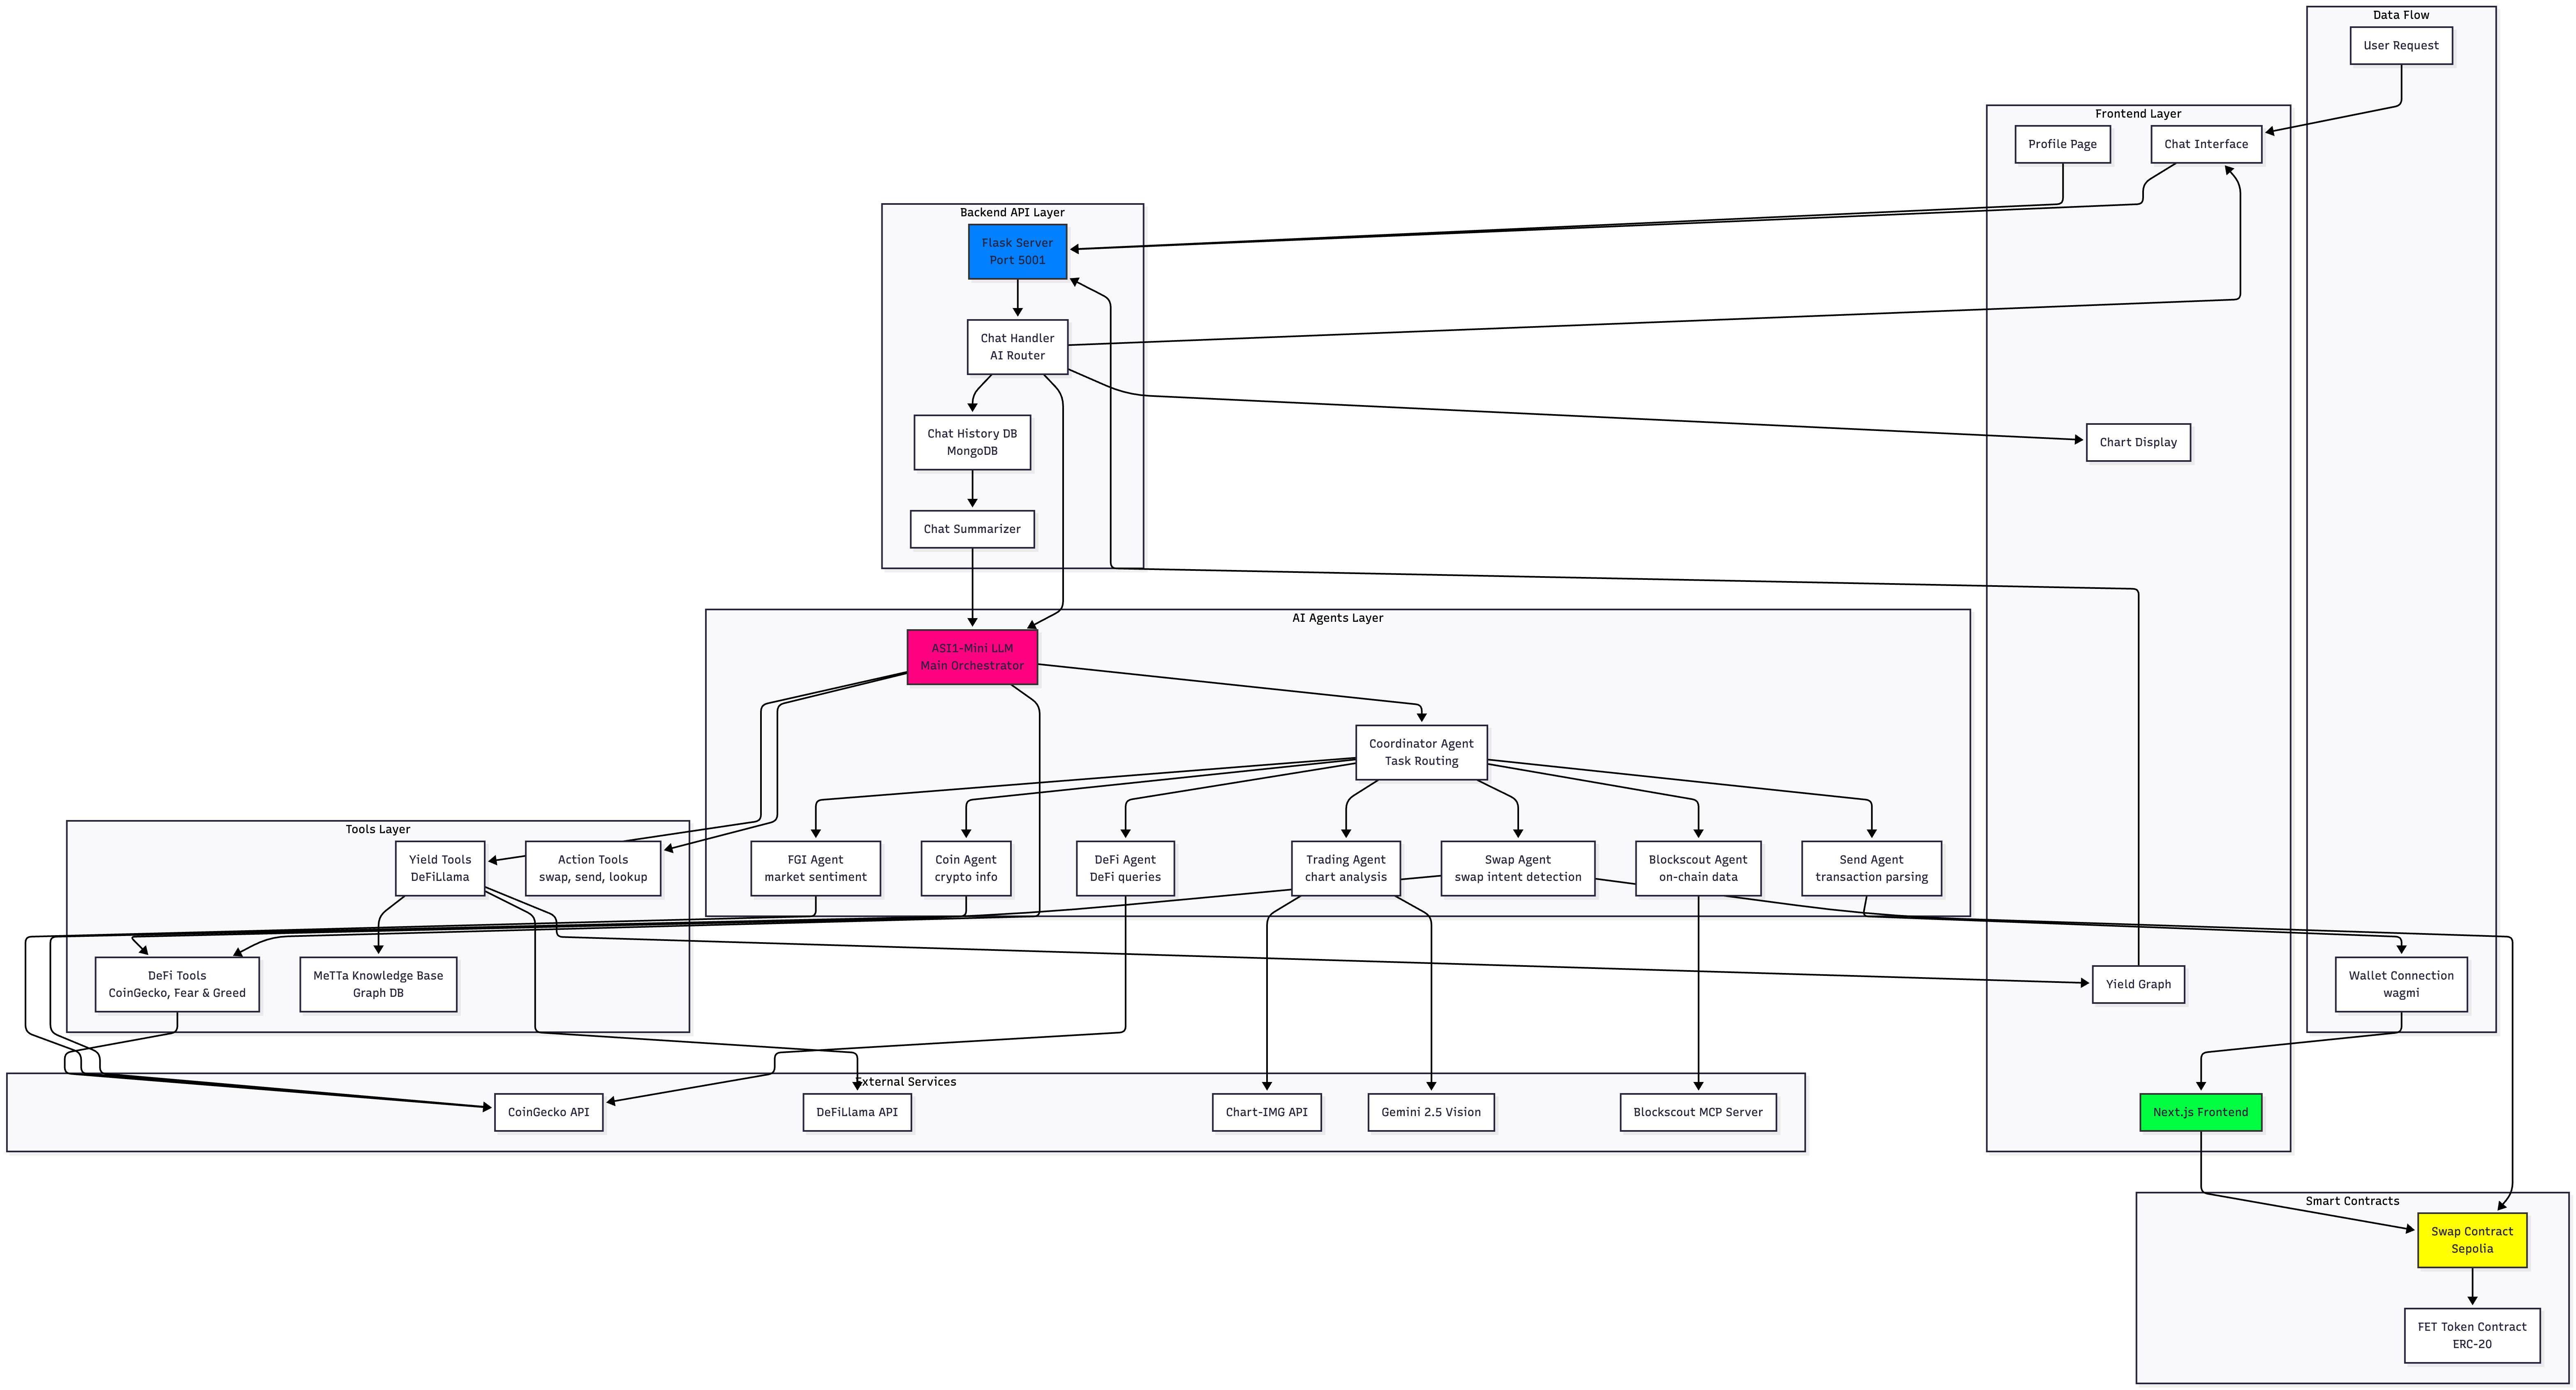 Data Flow
User Request
Frontend Layer
Profile Page
Chat Interface
Backend API Layer
Flask Server
Port 5001
Chat Handler
AI Router
Chat History DB
MongoDB
Chart Display
Chat Summarizer
AI Agents Layer
ASI1-Mini LLM
Main Orchestrator
Coordinator Agent
Task Routing
Tools Layer
Yield Tools
DeFiLlama
Action Tools
swap, send, lookup
FGI Agent
market sentiment
Coin Agent
crypto info
DeFi Agent
DeFi queries
Trading Agent
chart analysis
Swap Agent
swap intent detection
Blockscout Agent
on-chain data
Send Agent
transaction parsing
DeFi Tools
CoinGecko, Fear & Greed
MeTTa Knowledge Base
Graph DB
Yield Graph
Wallet Connection
wagmi
External Services
CoinGecko API
DeFiLlama API
Chart-IMG API
Gemini 2.5 Vision
Blockscout MCP Server
Next.js Frontend
Smart Contracts
Swap Contract
Sepolia
FET Token Contract
ERC-20